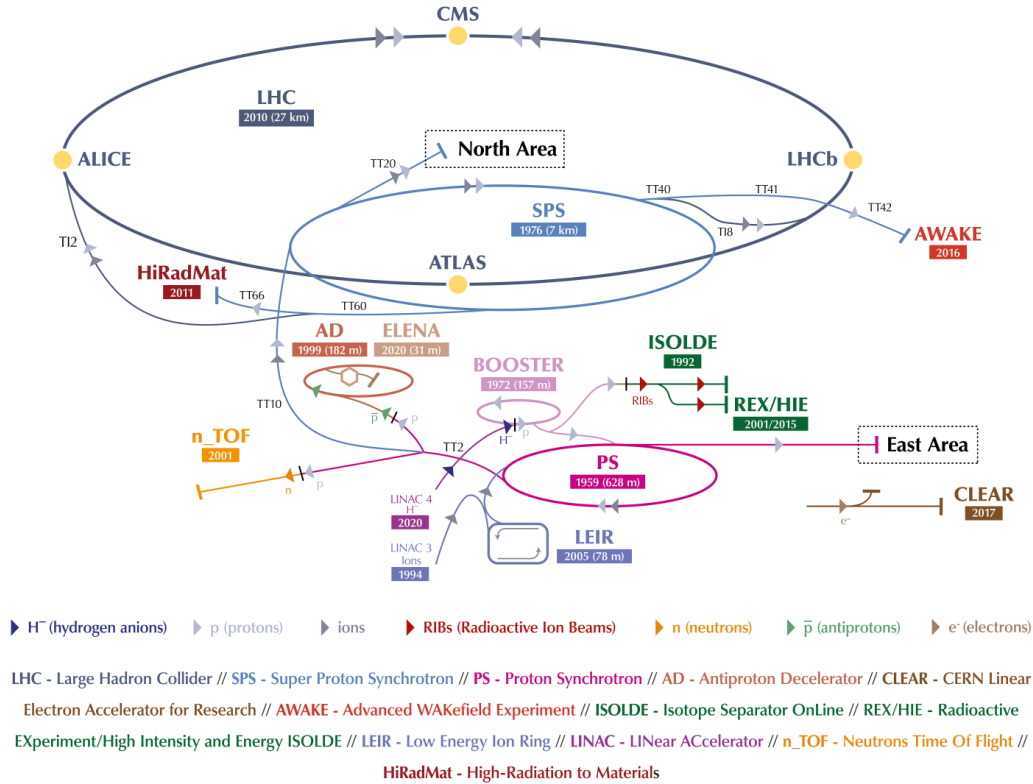 CMS
LHC
2010 (27 km)
ALICE
TT20
North Area
LHCb
TT40
TT41
SPS
1976 (7 km)
TT42
TI8
AWAKE
2016
TI2
ATLAS
HiRadMat
2011
TT66
TT60
AD
1999 (182 m)
ELENA
2020 (31 m)
ISOLDE
1992
BOOSTER
1972 (157 m)
RIBs
REX/HIE
2001/2015
TT10
p̅
p
TT2
H⁻
p
n_TOF
2001
East Area
PS
1959 (628 m)
n
p
LINAC 4
H⁻
2020
CLEAR
2017
e⁻
LINAC 3
Ions
1994
LEIR
2005 (78 m)
H⁻ (hydrogen anions)
p (protons)
ions
RIBs (Radioactive Ion Beams)
n (neutrons)
p̅ (antiprotons)
e⁻ (electrons)
LHC - Large Hadron Collider // SPS - Super Proton Synchrotron // PS - Proton Synchrotron // AD - Antiproton Decelerator // CLEAR - CERN Linear
Electron Accelerator for Research // AWAKE - Advanced WAKefield Experiment // ISOLDE - Isotope Separator OnLine // REX/HIE - Radioactive
EXperiment/High Intensity and Energy ISOLDE // LEIR - Low Energy Ion Ring // LINAC - LINear ACcelerator // n_TOF - Neutrons Time Of Flight //
HiRadMat - High-Radiation to Materials